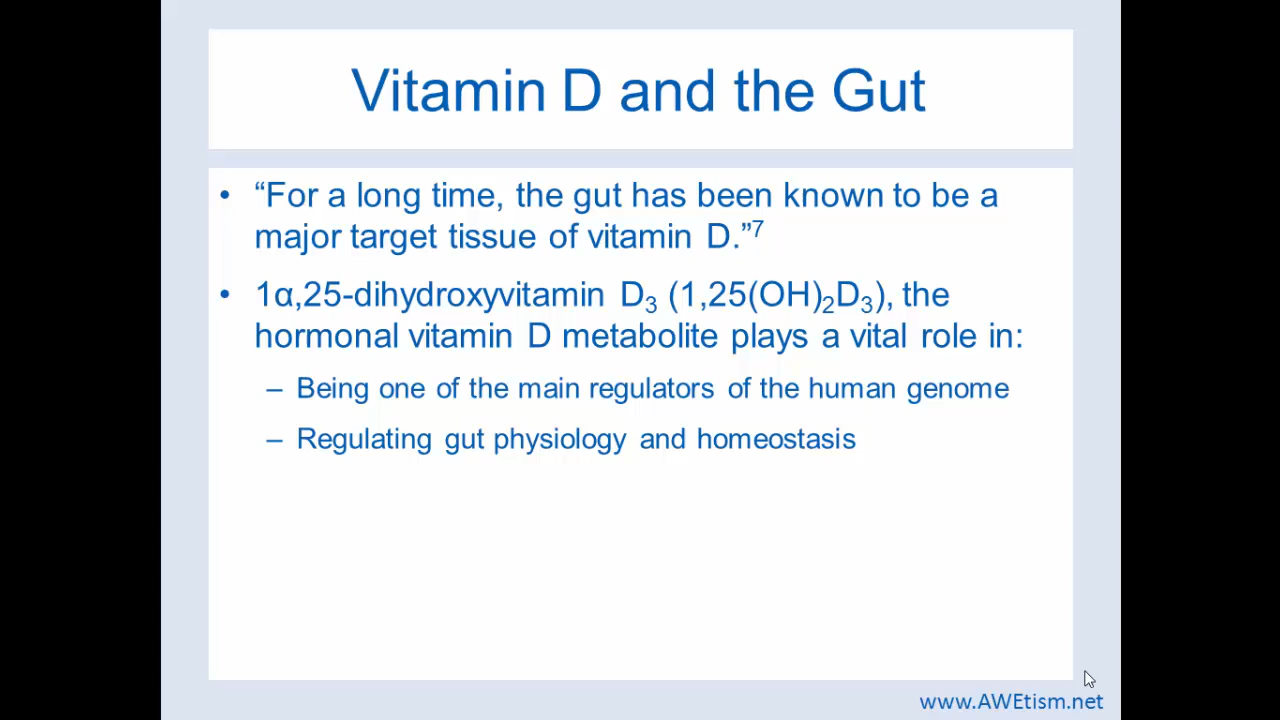 Vitamin D and the Gut
• “For a long time, the gut has been known to be a
major target tissue of vitamin D.”⁷
• 1α,25-dihydroxyvitamin D₃ (1,25(OH)₂D₃), the
hormonal vitamin D metabolite plays a vital role in:
– Being one of the main regulators of the human genome
– Regulating gut physiology and homeostasis
www.AWEtism.net